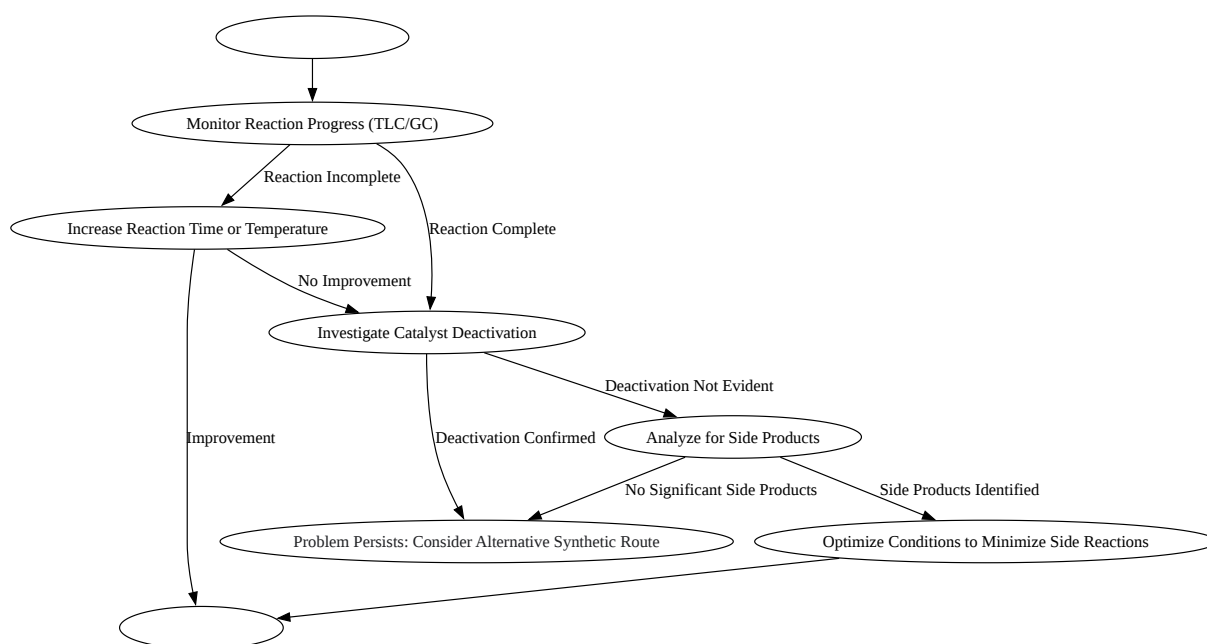 Monitor Reaction Progress (TLC/GC)
Reaction Incomplete
Increase Reaction Time or Temperature
Reaction Complete
No Improvement
Investigate Catalyst Deactivation
Deactivation Not Evident
Improvement
Deactivation Confirmed
Analyze for Side Products
No Significant Side Products
Side Products Identified
Problem Persists: Consider Alternative Synthetic Route
Optimize Conditions to Minimize Side Reactions